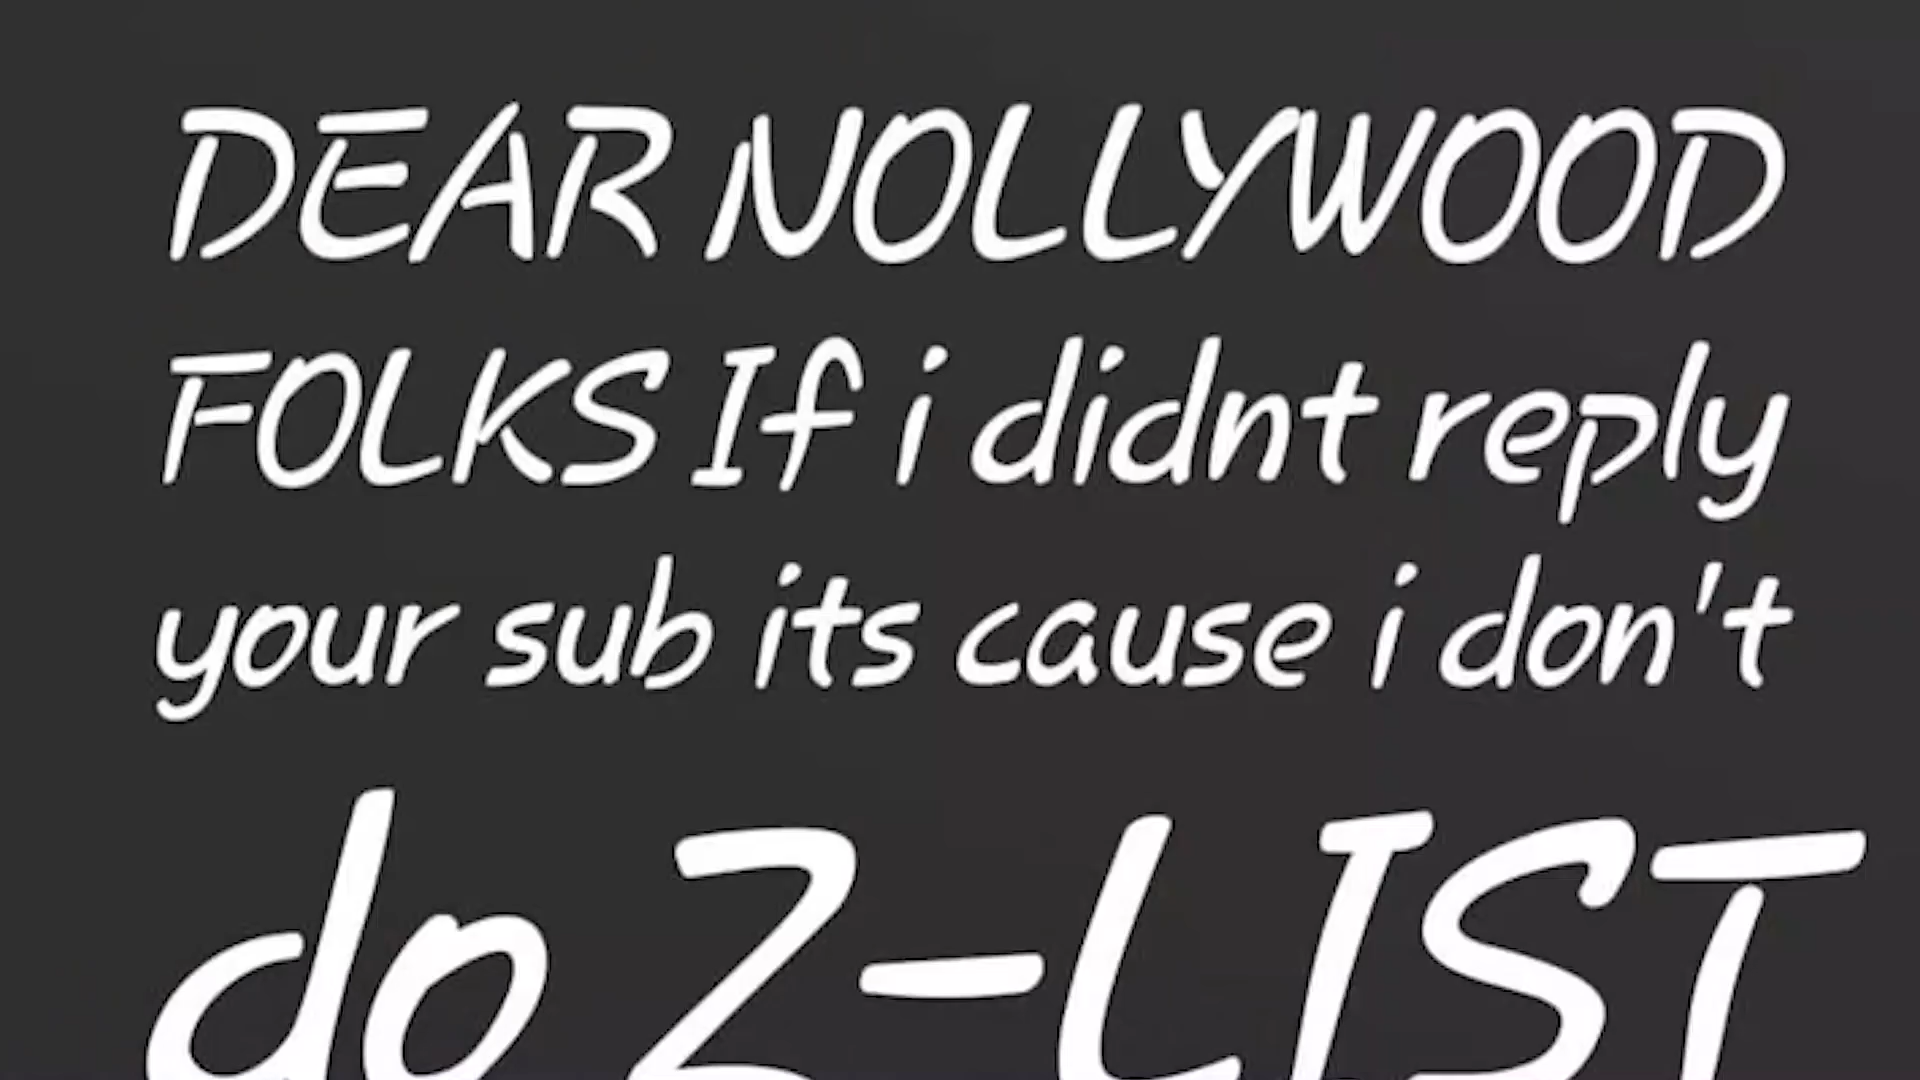 DEAR NOLLYWOOD
FOLKS If i didnt reply
your sub its cause i don't
do Z-LIST